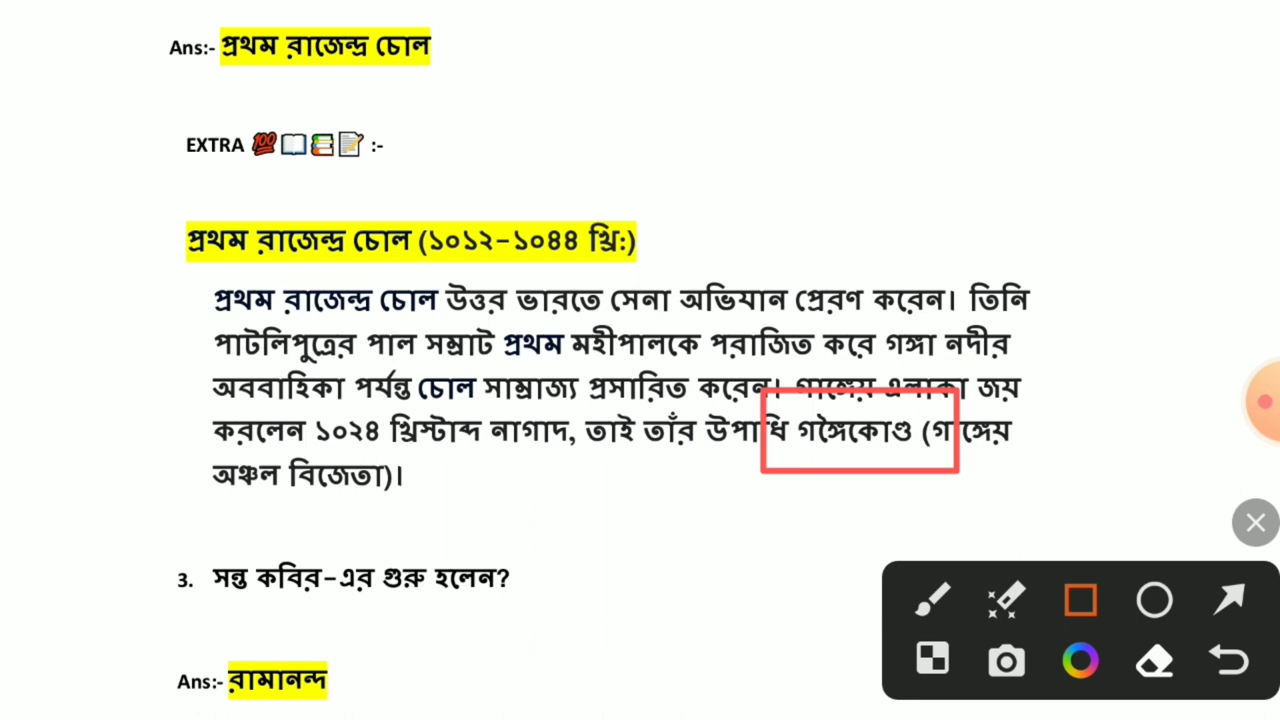 Ans:- প্রথম রাজেন্দ্র চোল
EXTRA 💯📖📚📝 :-
প্রথম রাজেন্দ্র চোল (১০১২-১০৪৪ খ্রি:)
প্রথম রাজেন্দ্র চোল উত্তর ভারতে সেনা অভিযান প্রেরণ করেন। তিনি
পাটলিপুত্রের পাল সম্রাট প্রথম মহীপালকে পরাজিত করে গঙ্গা নদীর
অববাহিকা পর্যন্ত চোল সাম্রাজ্য প্রসারিত করেন। গাঙ্গেয় এলাকা জয়
করলেন ১০২৪ খ্রিস্টাব্দ নাগাদ, তাই তাঁর উপাধি গঙ্গৈকোণ্ড (গাঙ্গেয়
অঞ্চল বিজেতা)।
3. সন্ত কবির-এর গুরু হলেন?
Ans:- রামানন্দ